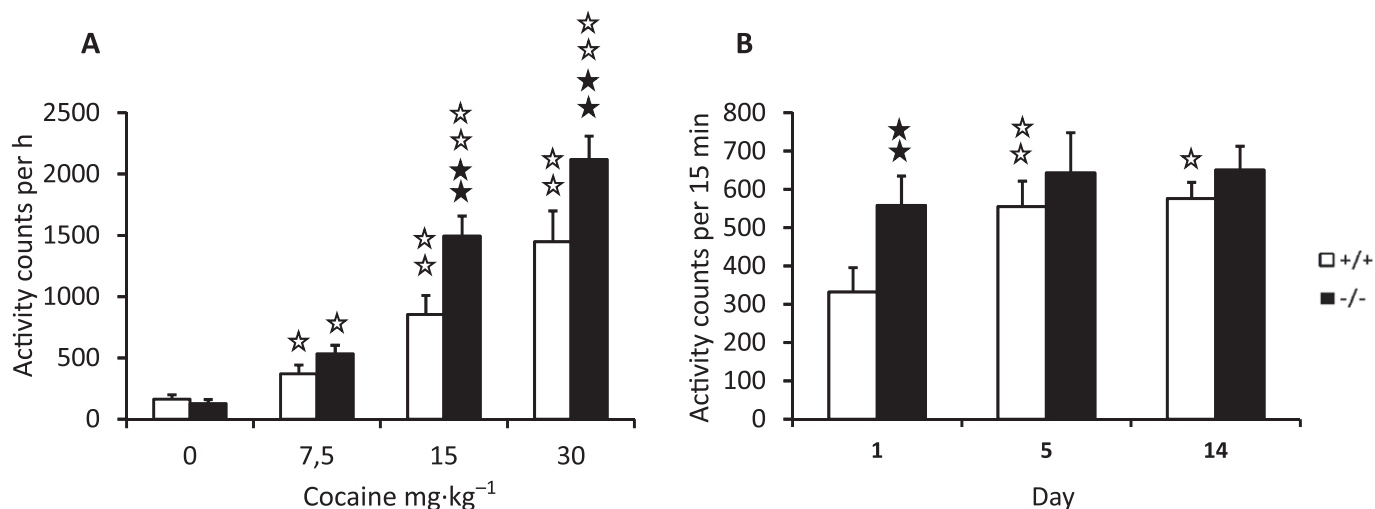 A
Activity counts per h
2500
2000
1500
1000
500
0
0 7,5 15 30
Cocaine mg·kg⁻¹
B
Activity counts per 15 min
800
700
600
500
400
300
200
100
0
1 5 14
Day
+/+
-/-